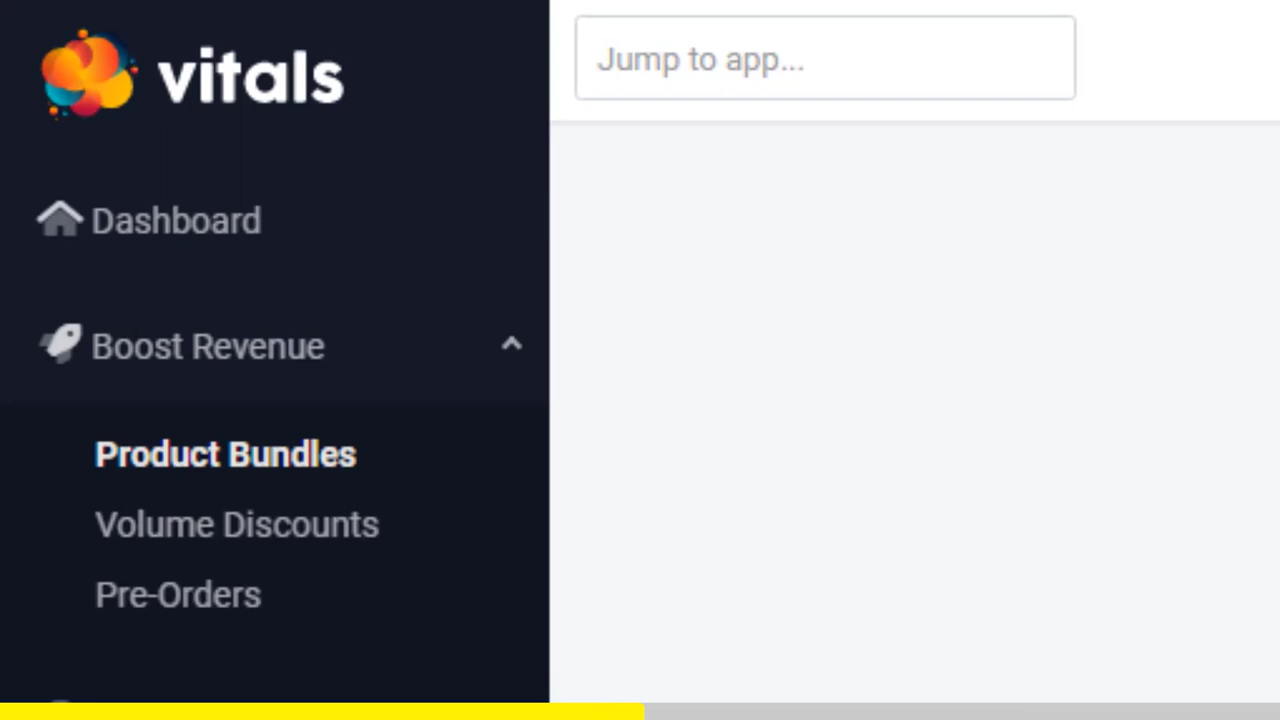 vitals
Jump to app...
Dashboard
Boost Revenue
Product Bundles
Volume Discounts
Pre-Orders